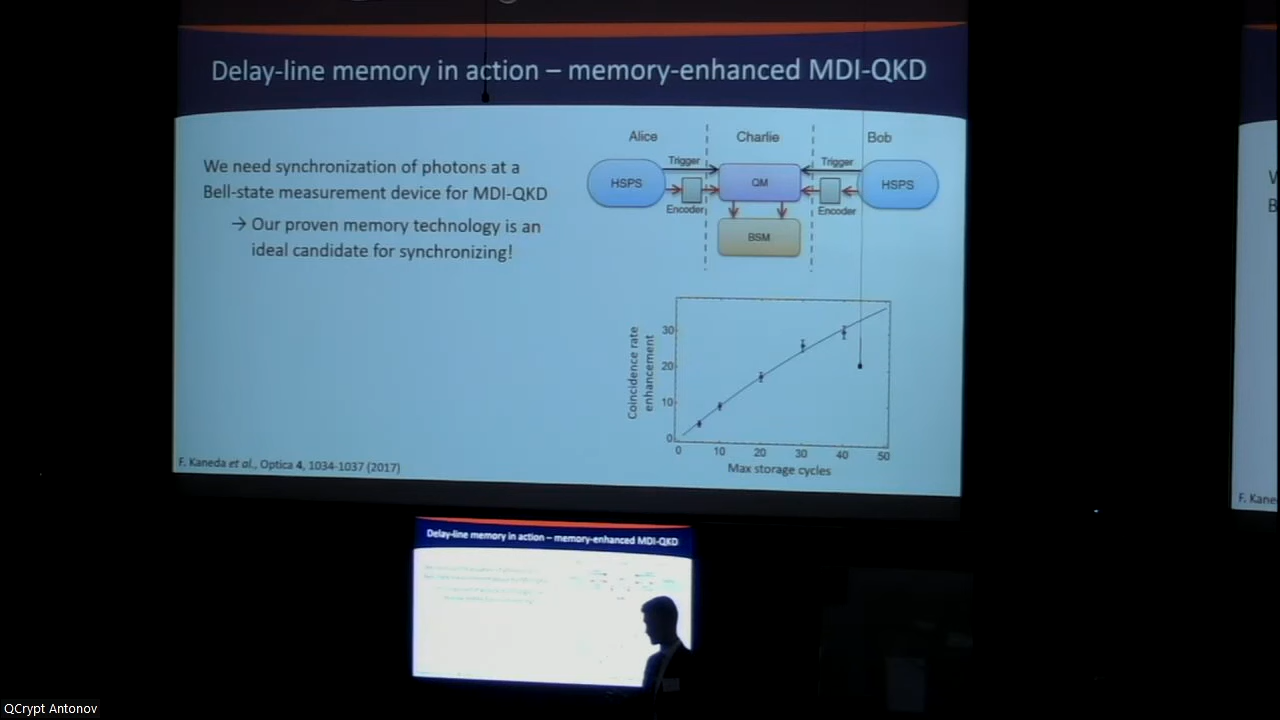 Delay-line memory in action – memory-enhanced MDI-QKD
We need synchronization of photons at a
Bell-state measurement device for MDI-QKD
→ Our proven memory technology is an
ideal candidate for synchronizing!
Alice
Charlie
Bob
Trigger
Trigger
HSPS
QM
HSPS
Encoder
Encoder
BSM
Coincidence rate
enhancement
30
20
10
0
0 10 20 30 40 50
Max storage cycles
F. Kaneda et al., Optica 4, 1034-1037 (2017)
B
F. Kane
Delay-line memory in action – memory-enhanced MDI-QKD
QCrypt Antonov